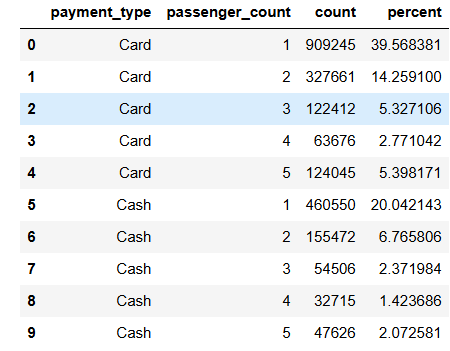 payment_type passenger_count count percent
0 Card 1 909245 39.568381
1 Card 2 327661 14.259100
2 Card 3 122412 5.327106
3 Card 4 63676 2.771042
4 Card 5 124045 5.398171
5 Cash 1 460550 20.042143
6 Cash 2 155472 6.765806
7 Cash 3 54506 2.371984
8 Cash 4 32715 1.423686
9 Cash 5 47626 2.072581